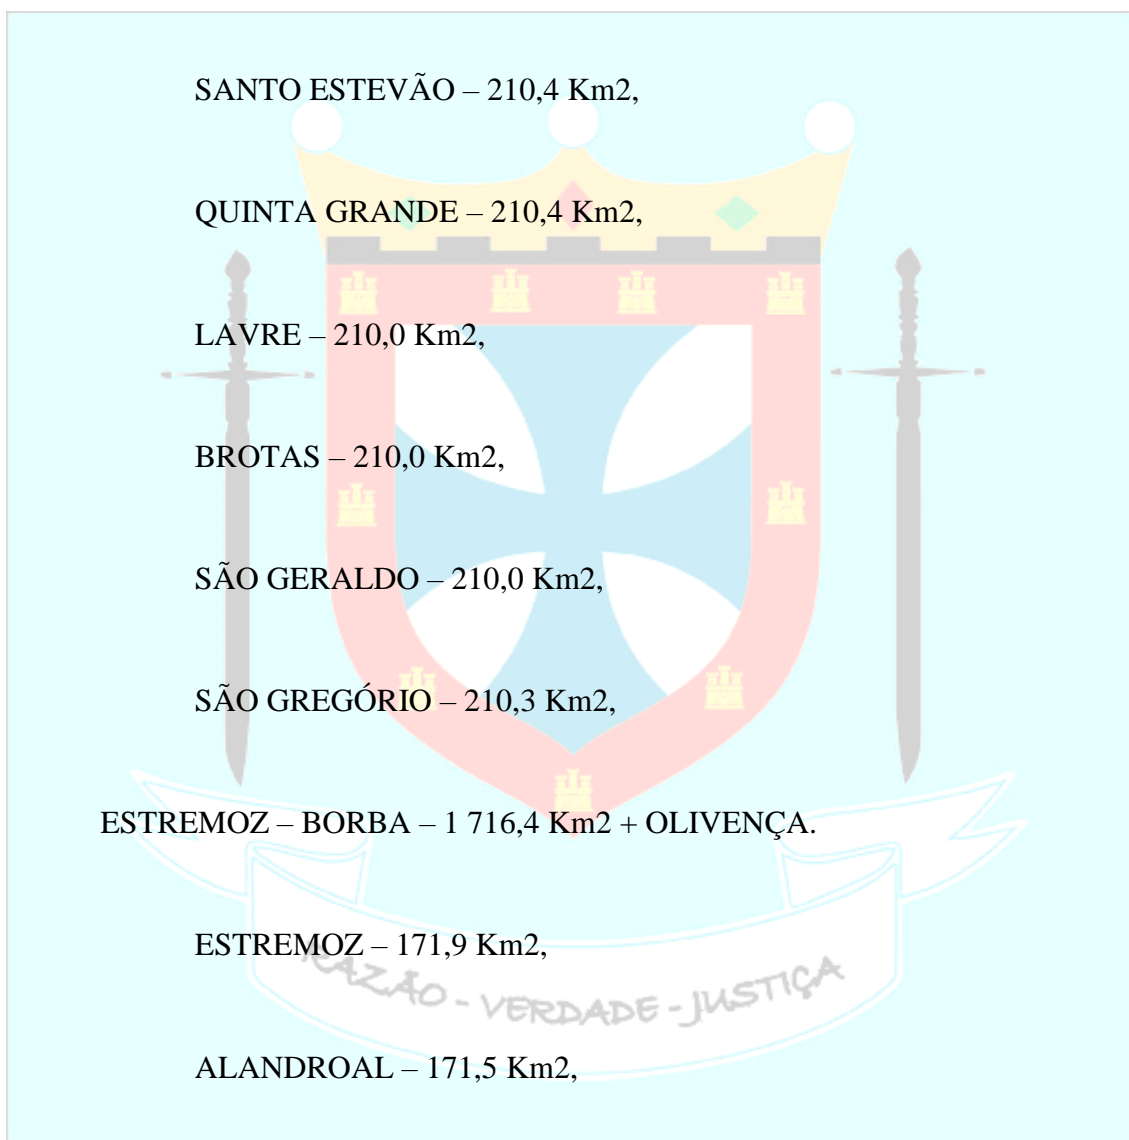 SANTO ESTEVÃO – 210,4 Km2,
QUINTA GRANDE – 210,4 Km2,
LAVRE – 210,0 Km2,
BROTAS – 210,0 Km2,
SÃO GERALDO – 210,0 Km2,
SÃO GREGÓRIO – 210,3 Km2,
ESTREMOZ – BORBA – 1 716,4 Km2 + OLIVENÇA.
ESTREMOZ – 171,9 Km2,
RAZÃO - VERDADE - JUSTIÇA
ALANDROAL – 171,5 Km2,